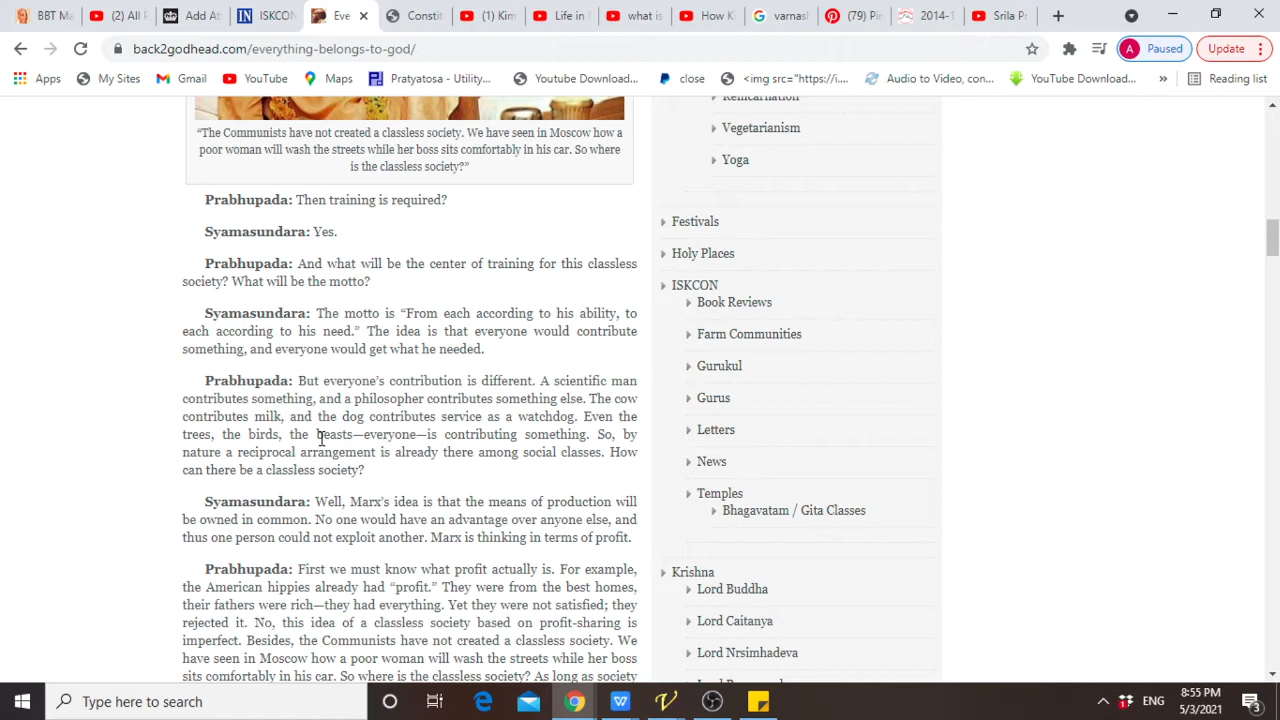 BBT M
(2) All P
Add Att
ISKCON
Eve
Constit
(1) Kim
Life in
what is
How K
varnash
(79) Pi
2014-1
Srila Pr
back2godhead.com/everything-belongs-to-god/
A Paused
Update
Apps
My Sites
Gmail
YouTube
Maps
Pratyatosa - Utility...
Youtube Download...
close
<img src="https://i....
Audio to Video, con...
YouTube Download...
»
Reading list
"The Communists have not created a classless society. We have seen in Moscow how a
poor woman will wash the streets while her boss sits comfortably in his car. So where
is the classless society?"
Prabhupada: Then training is required?
Syamasundara: Yes.
Prabhupada: And what will be the center of training for this classless
society? What will be the motto?
Syamasundara: The motto is "From each according to his ability, to
each according to his need." The idea is that everyone would contribute
something, and everyone would get what he needed.
Prabhupada: But everyone's contribution is different. A scientific man
contributes something, and a philosopher contributes something else. The cow
contributes milk, and the dog contributes service as a watchdog. Even the
trees, the birds, the beasts—everyone—is contributing something. So, by
nature a reciprocal arrangement is already there among social classes. How
can there be a classless society?
Syamasundara: Well, Marx's idea is that the means of production will
be owned in common. No one would have an advantage over anyone else, and
thus one person could not exploit another. Marx is thinking in terms of profit.
Prabhupada: First we must know what profit actually is. For example,
the American hippies already had "profit." They were from the best homes,
their fathers were rich—they had everything. Yet they were not satisfied; they
rejected it. No, this idea of a classless society based on profit-sharing is
imperfect. Besides, the Communists have not created a classless society. We
have seen in Moscow how a poor woman will wash the streets while her boss
sits comfortably in his car. So where is the classless society? As long as society
Reincarnation
Vegetarianism
Yoga
Festivals
Holy Places
ISKCON
Book Reviews
Farm Communities
Gurukul
Gurus
Letters
News
Temples
Bhagavatam / Gita Classes
Krishna
Lord Buddha
Lord Caitanya
Lord Nrsimhadeva
Type here to search
ENG
8:55 PM
5/3/2021
3